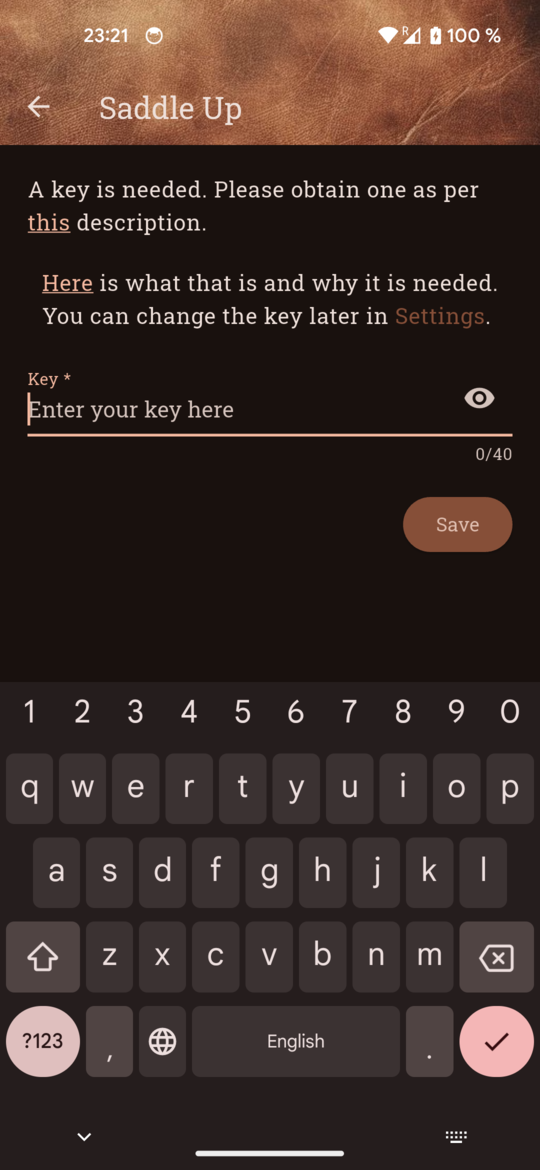 23:21 R 100 %
Saddle Up
A key is needed. Please obtain one as per
this description.
Here is what that is and why it is needed.
You can change the key later in Settings.
Key *
Enter your key here
0/40
Save
1 2 3 4 5 6 7 8 9 0
q w e r t y u i o p
a s d f g h j k l
z x c v b n m
?123 , English .